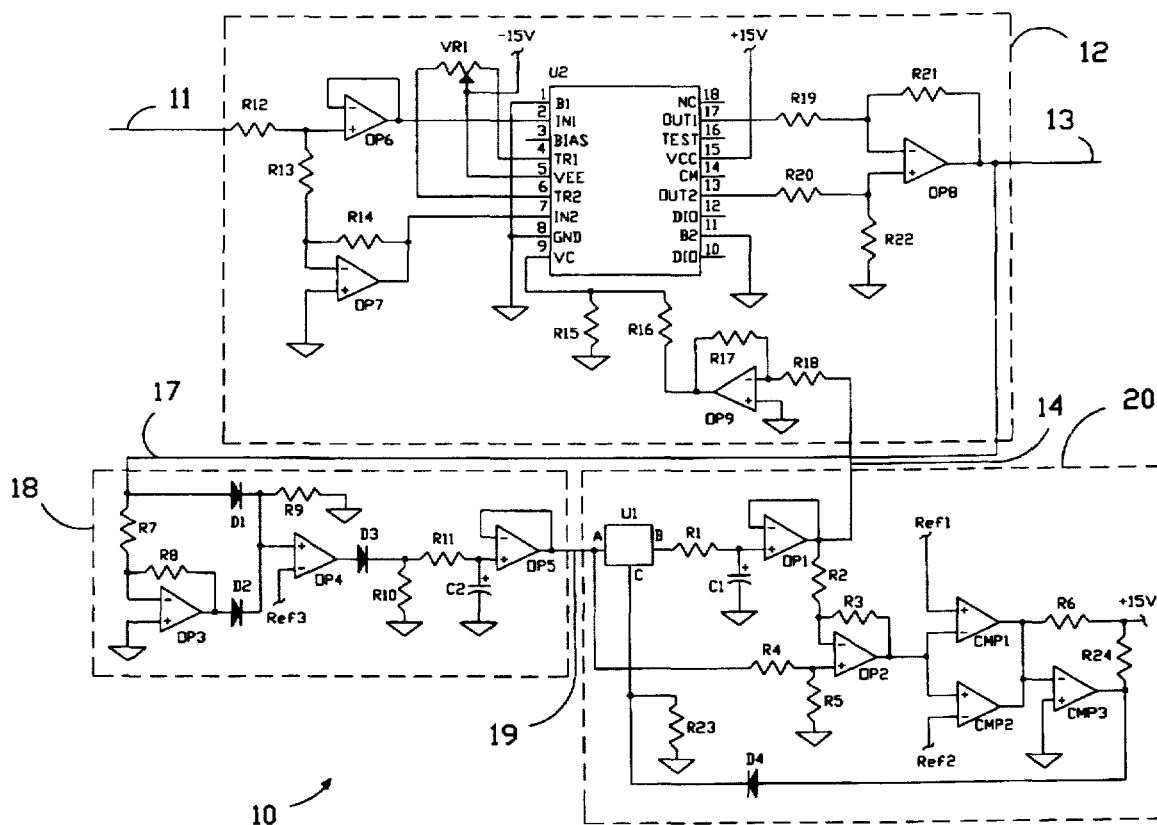 -15V
+15V
12
VR1
U2
R21
11
R12
1 B1
2 IN1
3 BIAS
4 TR1
5 VEE
6 TR2
7 IN2
8 GND
9 VC
NC 18
OUT1 17
TEST 16
VCC 15
CM 14
OUT2 13
DIO 12
B2 11
DIO 10
R19
13
OP6
R13
R20
OP8
R14
R22
OP7
R15
R16
R17
R18
OP9
17
14
20
18
D1
R9
R7
R8
D2
D3
R11
OP4
OP5
Ref3
R10
C2
OP3
A
U1
B
C
R1
OP1
C1
R2
R3
Ref1
R6
+15V
R4
OP2
CMP1
R24
R5
CMP2
CMP3
R23
Ref2
D4
19
10